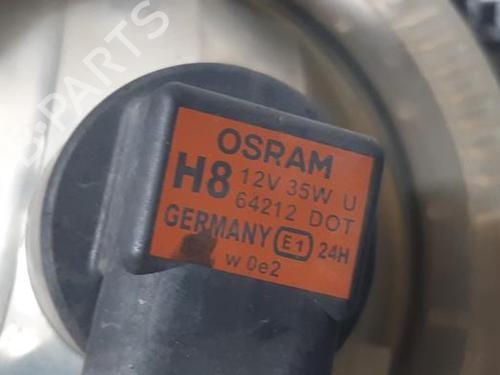 PARTS
OSRAM
H8 12V 35W U
64212 DOT
GERMANY E1 24H
w 0e2